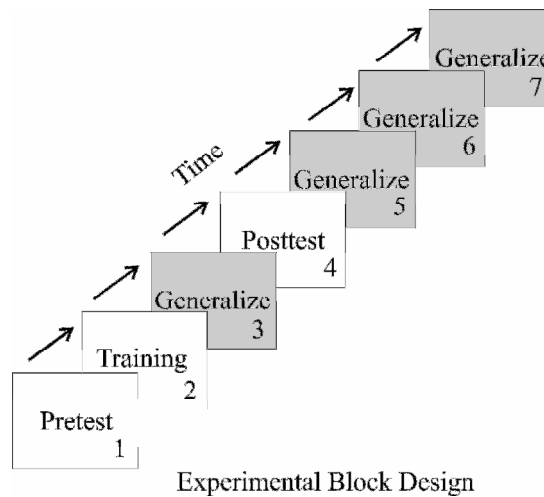 Generalize
7
Generalize
6
Time
Generalize
5
Posttest
4
Generalize
3
Training
2
Pretest
1
Experimental Block Design